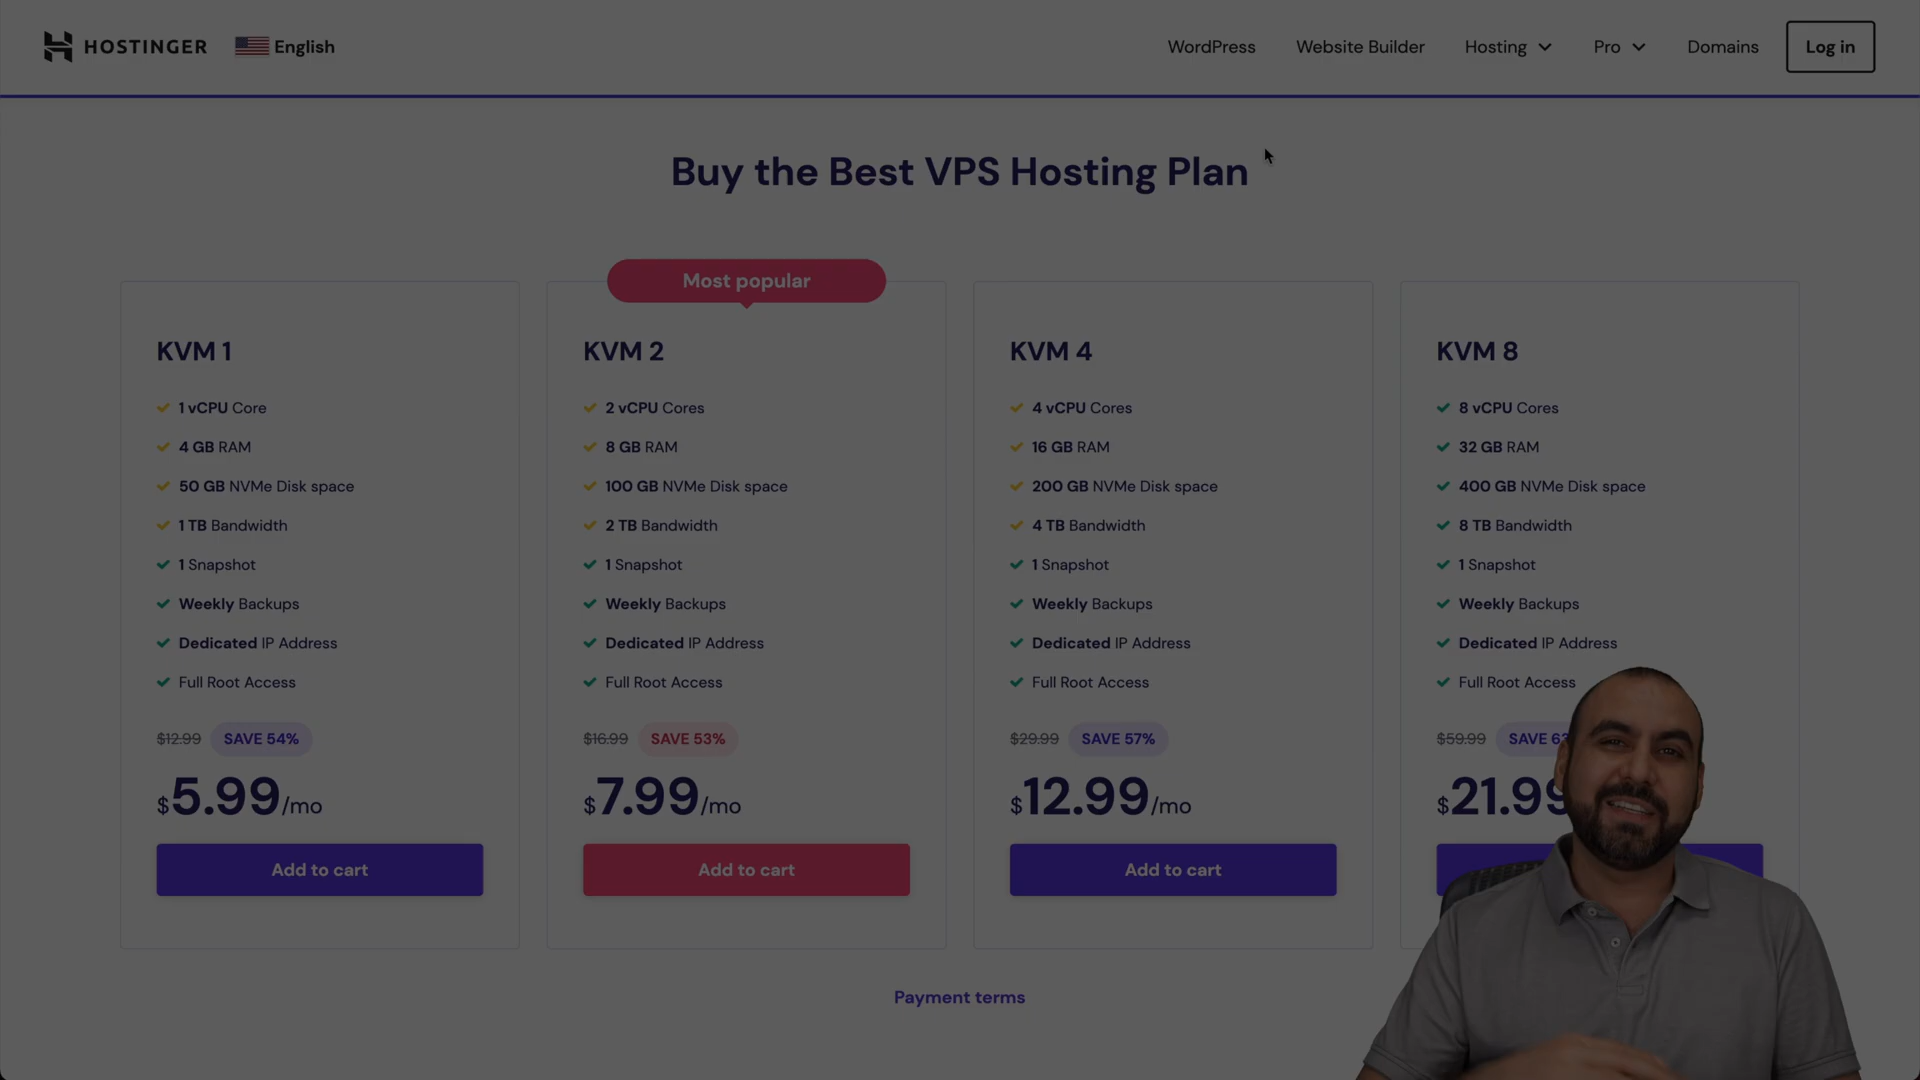 HOSTINGER
English
WordPress
Website Builder
Hosting
Pro
Domains
Log in
Buy the Best VPS Hosting Plan
KVM 1
1 vCPU Core
4 GB RAM
50 GB NVMe Disk space
1 TB Bandwidth
1 Snapshot
Weekly Backups
Dedicated IP Address
Full Root Access
$12.99 SAVE 54%
$5.99/mo
Add to cart
Most popular
KVM 2
2 vCPU Cores
8 GB RAM
100 GB NVMe Disk space
2 TB Bandwidth
1 Snapshot
Weekly Backups
Dedicated IP Address
Full Root Access
$16.99 SAVE 53%
$7.99/mo
Add to cart
KVM 4
4 vCPU Cores
16 GB RAM
200 GB NVMe Disk space
4 TB Bandwidth
1 Snapshot
Weekly Backups
Dedicated IP Address
Full Root Access
$29.99 SAVE 57%
$12.99/mo
Add to cart
KVM 8
8 vCPU Cores
32 GB RAM
400 GB NVMe Disk space
8 TB Bandwidth
1 Snapshot
Weekly Backups
Dedicated IP Address
Full Root Access
$59.99 SAVE
$21.99
Payment terms